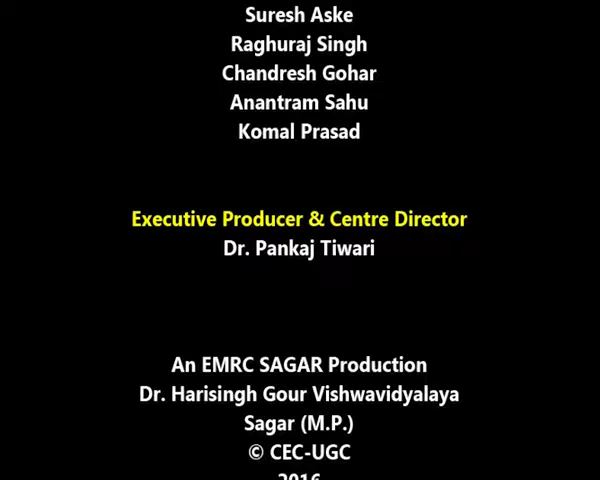 Suresh Aske
Raghuraj Singh
Chandresh Gohar
Anantram Sahu
Komal Prasad
Executive Producer & Centre Director
Dr. Pankaj Tiwari
An EMRC SAGAR Production
Dr. Harisingh Gour Vishwavidyalaya
Sagar (M.P.)
© CEC-UGC
2016